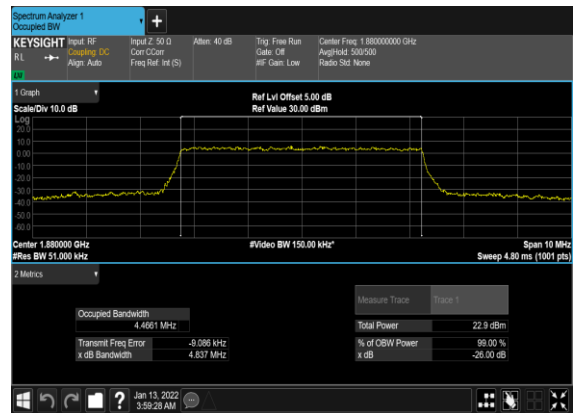 Spectrum Analyzer 1
Occupied BW
KEYSIGHT Input: RF Input Z: 50 Ω Atten: 40 dB Trig: Free Run Center Freq: 1.880000000 GHz
RL Coupling: DC Corr CCorr Gate: Off Avg|Hold: 500/500
Align: Auto Freq Ref: Int (S) #IF Gain: Low Radio Std: None
1 Graph
Ref Lvl Offset 5.00 dB
Scale/Div 10.0 dB Ref Value 30.00 dBm
Log
20.0
10.0
0.00
-10.0
-20.0
-30.0
-40.0
-50.0
-60.0
Center 1.880000 GHz #Video BW 150.00 kHz* Span 10 MHz
#Res BW 51.000 kHz Sweep 4.80 ms (1001 pts)
2 Metrics
Measure Trace Trace 1
Occupied Bandwidth
4.4661 MHz Total Power 22.9 dBm
Transmit Freq Error -9.086 kHz % of OBW Power 99.00 %
x dB Bandwidth 4.837 MHz x dB -26.00 dB
? Jan 13, 2022
3:59:28 AM